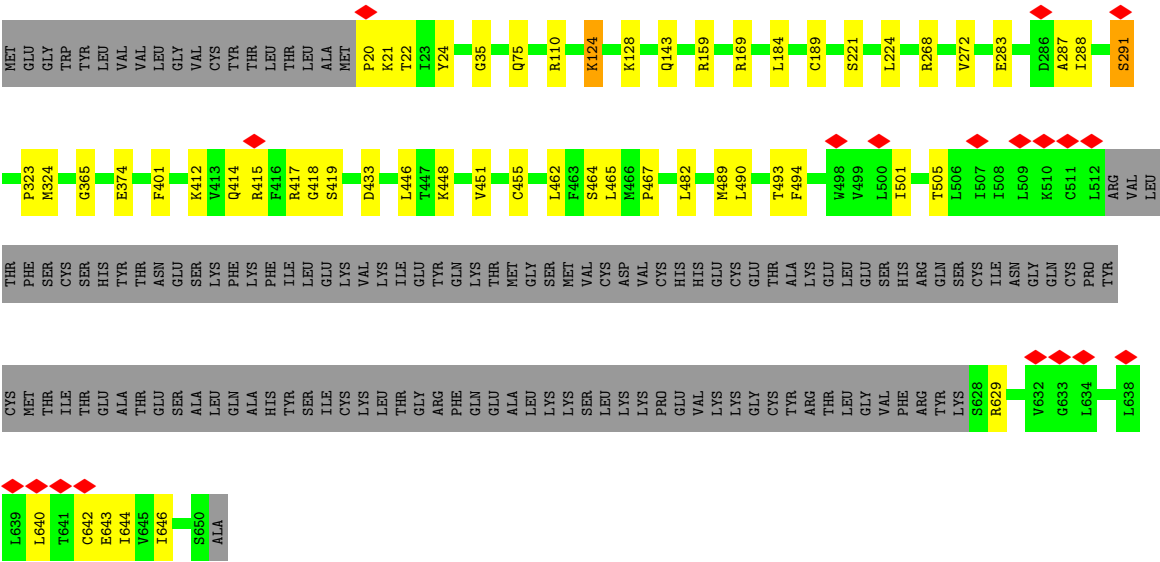 MET GLU GLY TRP TYR LEU VAL VAL LEU GLY VAL CYS TYR THR LEU THR LEU ALA MET P20 K21 T22 I23 Y24 G35 Q75 R110 K124 K128 Q143 R159 R169 L184 C189 S221 L224 R268 V272 E283 D286 A287 I288 S291
P323 M324 G365 E374 F401 K412 V413 Q414 R415 F416 R417 G418 S419 D433 L446 T447 K448 V451 C455 L462 F463 S464 L465 M466 P467 L482 M489 L490 T493 F494 W498 V499 L500 I501 T505 L506 I507 I508 L509 K510 C511 L512 ARG VAL LEU
THR PHE SER CYS SER HIS TYR THR ASN GLU SER LYS PHE LYS PHE ILE LEU GLU LYS VAL LYS ILE GLU TYR GLN LYS THR MET GLY SER MET VAL CYS ASP VAL CYS HIS HIS GLU CYS GLU THR ALA LYS GLU LEU GLU SER HIS ARG GLN SER CYS ILE ASN GLY GLN CYS PRO TYR
CYS MET THR ILE THR GLU ALA THR GLU SER ALA LEU GLN ALA HIS TYR SER ILE CYS LYS LEU THR GLY ARG PHE GLN GLU ALA LEU LYS LYS SER LEU LYS LYS PRO GLU VAL LYS LYS GLY CYS TYR ARG THR LEU GLY VAL PHE ARG TYR LYS S628 R629 V632 G633 L634 L638
L639 L640 T641 C642 E643 I644 V645 I646 S650 ALA